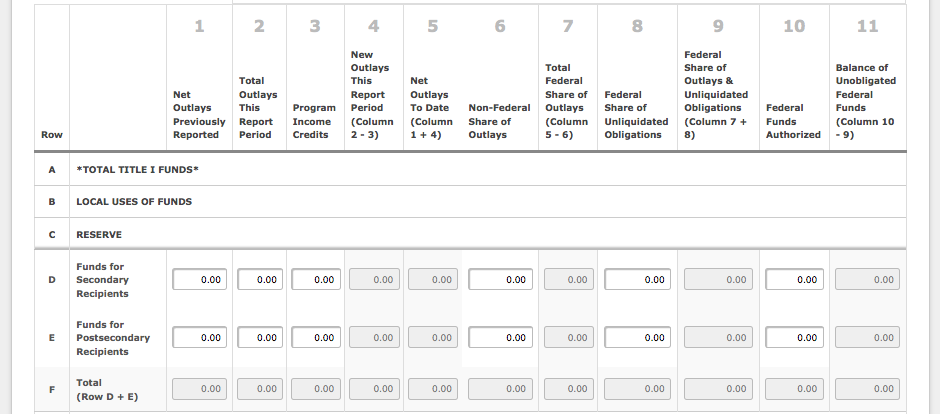 1 2 3 4 5 6 7 8 9 10 11
Row
Net
Outlays
Previously
Reported
Total
Outlays
This
Report
Period
Program
Income
Credits
New
Outlays
This
Report
Period
(Column
2 - 3)
Net
Outlays
To Date
(Column
1 + 4)
Non-Federal
Share of
Outlays
Total
Federal
Share of
Outlays
(Column
5 - 6)
Federal
Share of
Unliquidated
Obligations
Federal
Share of
Outlays &
Unliquidated
Obligations
(Column 7 +
8)
Federal
Funds
Authorized
Balance of
Unobligated
Federal
Funds
(Column 10
- 9)
A *TOTAL TITLE I FUNDS*
B LOCAL USES OF FUNDS
C RESERVE
D
Funds for
Secondary
Recipients
0.00 0.00 0.00 0.00 0.00 0.00 0.00 0.00 0.00 0.00 0.00
E
Funds for
Postsecondary
Recipients
0.00 0.00 0.00 0.00 0.00 0.00 0.00 0.00 0.00 0.00 0.00
F
Total
(Row D + E)
0.00 0.00 0.00 0.00 0.00 0.00 0.00 0.00 0.00 0.00 0.00